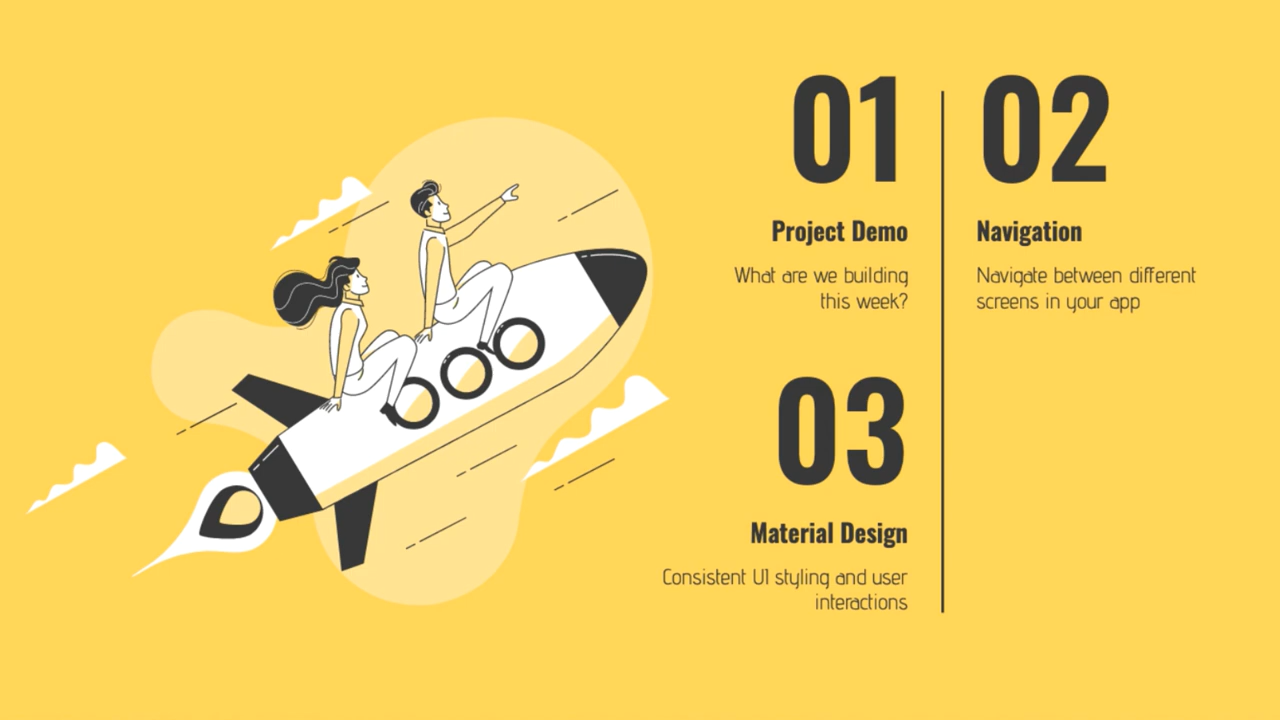 01
Project Demo
What are we building
this week?
02
Navigation
Navigate between different
screens in your app
03
Material Design
Consistent UI styling and user
interactions